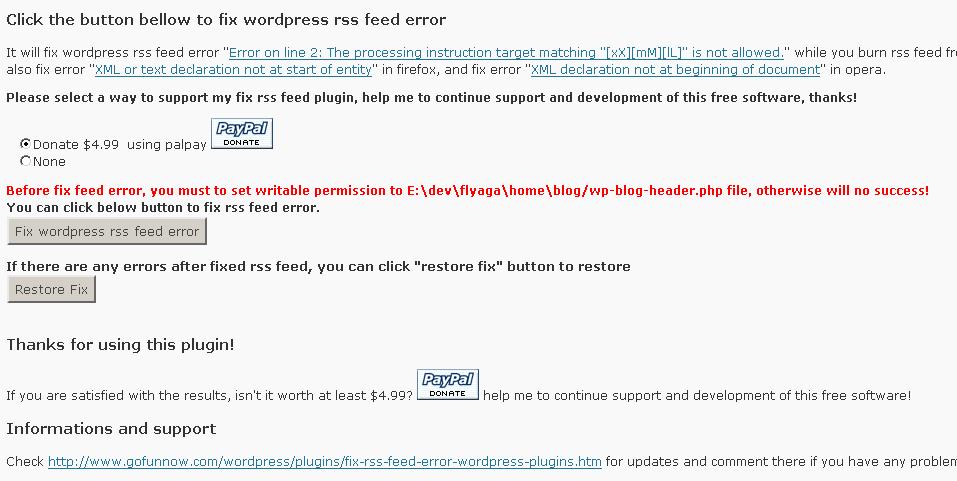 Click the button bellow to fix wordpress rss feed error
It will fix wordpress rss feed error "Error on line 2: The processing instruction target matching "[xX][mM][lL]" is not allowed." while you burn rss feed
also fix error "XML or text declaration not at start of entity" in firefox, and fix error "XML declaration not at beginning of document" in opera.
Please select a way to support my fix rss feed plugin, help me to continue support and development of this free software, thanks!
Donate $4.99 using palpay PayPal DONATE
None
Before fix feed error, you must to set writable permission to E:\dev\flyaga\home\blog/wp-blog-header.php file, otherwise will no success!
You can click below button to fix rss feed error.
Fix wordpress rss feed error
If there are any errors after fixed rss feed, you can click "restore fix" button to restore
Restore Fix
Thanks for using this plugin!
If you are satisfied with the results, isn't it worth at least $4.99? PayPal DONATE help me to continue support and development of this free software!
Informations and support
Check http://www.gofunnow.com/wordpress/plugins/fix-rss-feed-error-wordpress-plugins.htm for updates and comment there if you have any problem